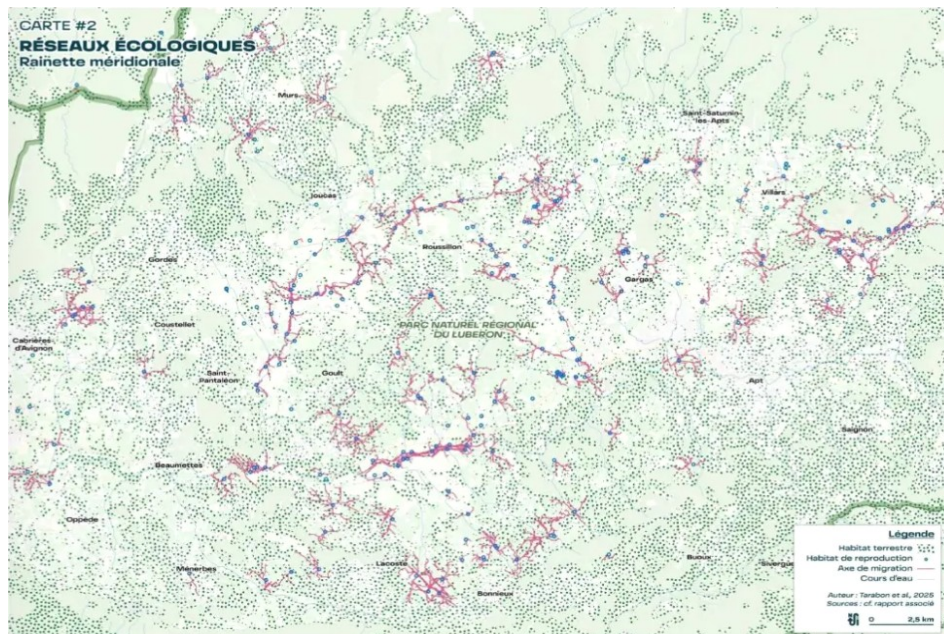 CARTE #2
RÉSEAUX ÉCOLOGIQUES
Rainette méridionale
Murs
Saint-Saturnin-
lès-Apts
Joucas
Villars
Roussillon
Gordes
Gargas
Coustellet
PARC NATUREL RÉGIONAL
DU LUBERON
Cabrières-
d'Avignon
Saint-
Pantaléon
Goult
Apt
Saignon
Beaumettes
Oppède
Ménerbes
Lacoste
Bonnieux
Buoux
Sivergues
Légende
Habitat terrestre
Habitat de reproduction
Axe de migration
Cours d'eau
Auteur : Tarabon et al., 2025
Sources : cf. rapport associé
0 2,5 km